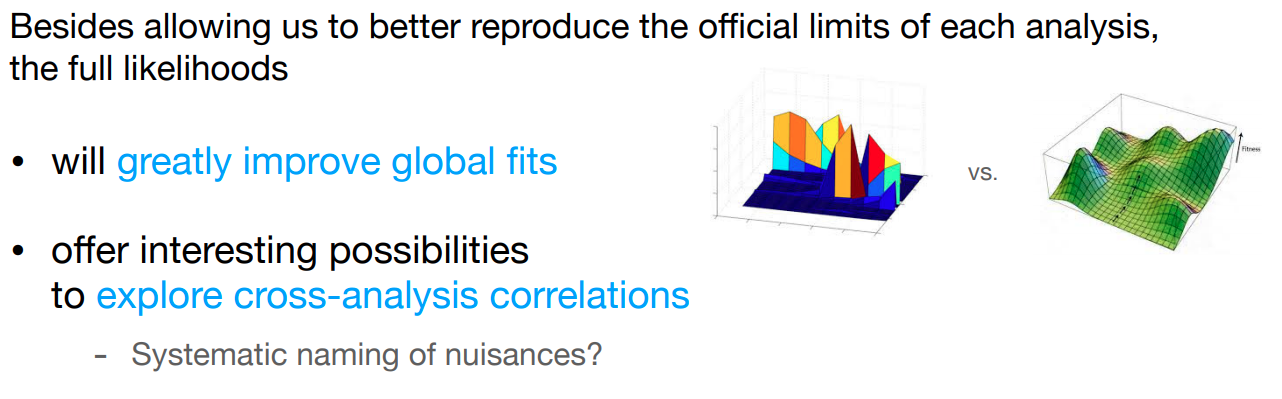 Besides allowing us to better reproduce the official limits of each analysis,
the full likelihoods
• will greatly improve global fits
• offer interesting possibilities
to explore cross-analysis correlations
- Systematic naming of nuisances?
vs.
Fitness